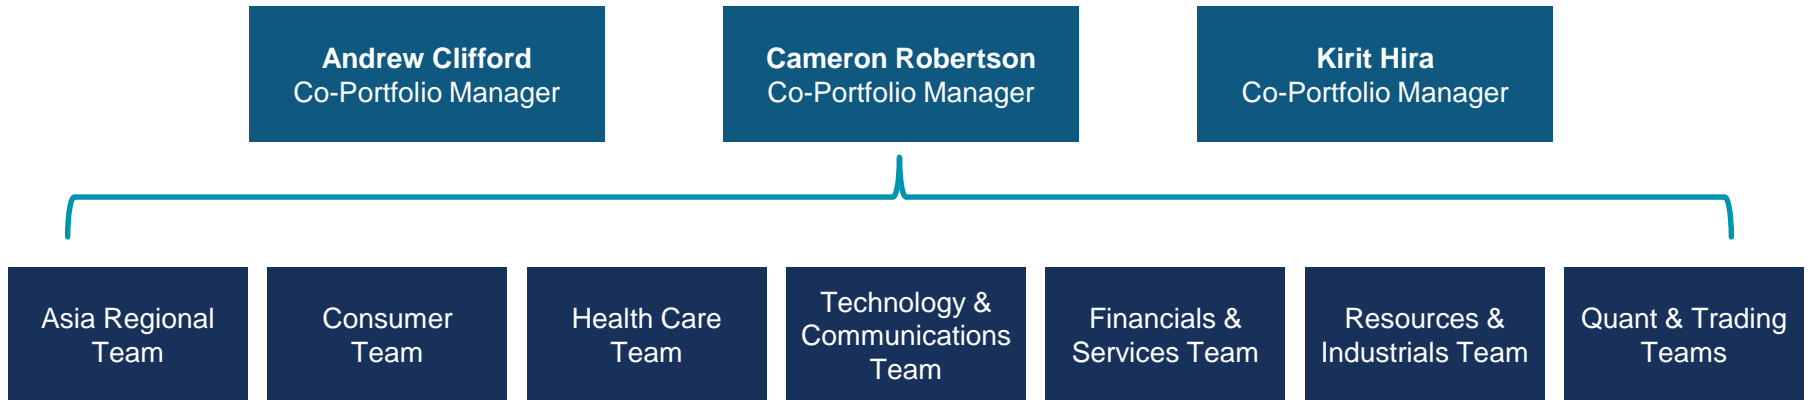 Andrew Clifford
Co-Portfolio Manager
Cameron Robertson
Co-Portfolio Manager
Kirit Hira
Co-Portfolio Manager
Asia Regional
Team
Consumer
Team
Health Care
Team
Technology &
Communications
Team
Financials &
Services Team
Resources &
Industrials Team
Quant & Trading
Teams